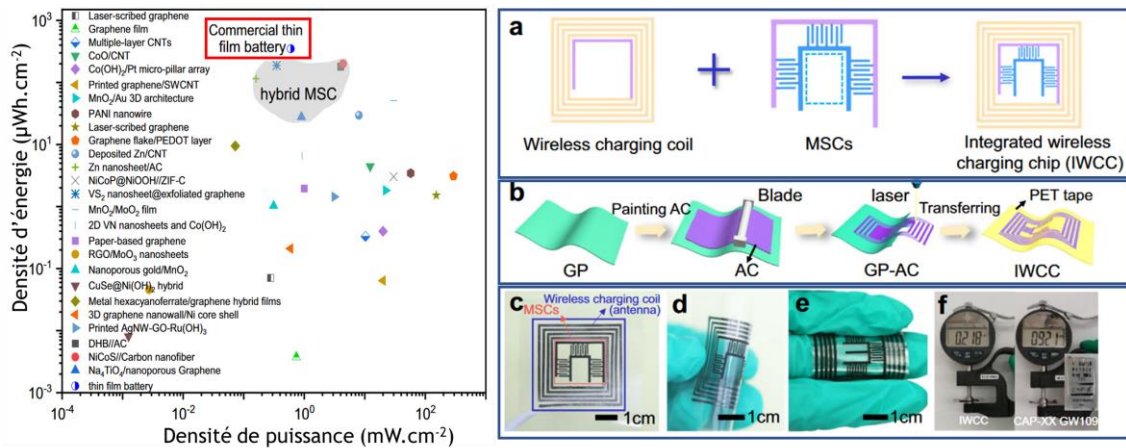 Densité d'énergie (µWh.cm⁻²)
10³
10¹
10⁻¹
10⁻³
Laser-scribed graphene
Graphene film
Multiple-layer CNTs
CoO/CNT
Co(OH)₂/Pt micro-pillar array
Printed graphene/SWCNT
MnO₂/Au 3D architecture
PANI nanowire
Laser-scribed graphene
Graphene flake/PEDOT layer
Deposited Zn/CNT
Zn nanosheet/AC
NiCoP@NiOOH//ZIF-C
VS₂ nanosheet@exfoliated graphene
MnO₂/MoO₂ film
2D VN nanosheets and Co(OH)₂
Paper-based graphene
RGO/MoO₃ nanosheets
Nanoporous gold/MnO₂
CuSe@Ni(OH)₂ hybrid
Metal hexacyanoferrate/graphene hybrid films
3D graphene nanowall/Ni core shell
Printed AgNW-GO-Ru(OH)₃
DHB//AC
NiCoS//Carbon nanofiber
Na₄TiO₄/nanoporous Graphene
thin film battery
Commercial thin
film battery
hybrid MSC
10⁻⁴
10⁻²
10⁰
10²
Densité de puissance (mW.cm⁻²)
a
Wireless charging coil
MSCs
Integrated wireless
charging chip (IWCC)
b
Painting AC
Blade
laser
Transferring
PET tape
GP
AC
GP-AC
IWCC
c
Wireless charging coil
(antenna)
MSCs
1cm
d
1cm
e
1cm
f
0.218
0.921
IWCC
CAP-XX GW109